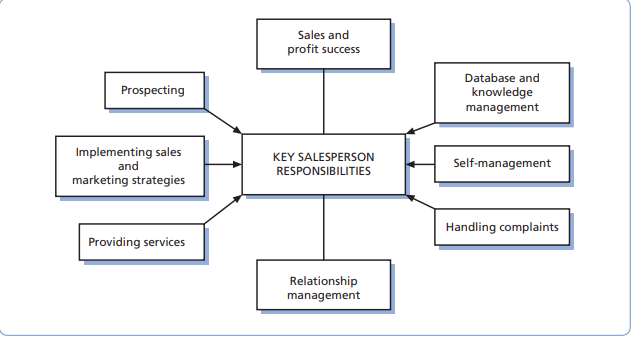 Sales and
profit success
Prospecting
Database and
knowledge
management
Implementing sales
and
marketing strategies
KEY SALESPERSON
RESPONSIBILITIES
Self-management
Providing services
Handling complaints
Relationship
management